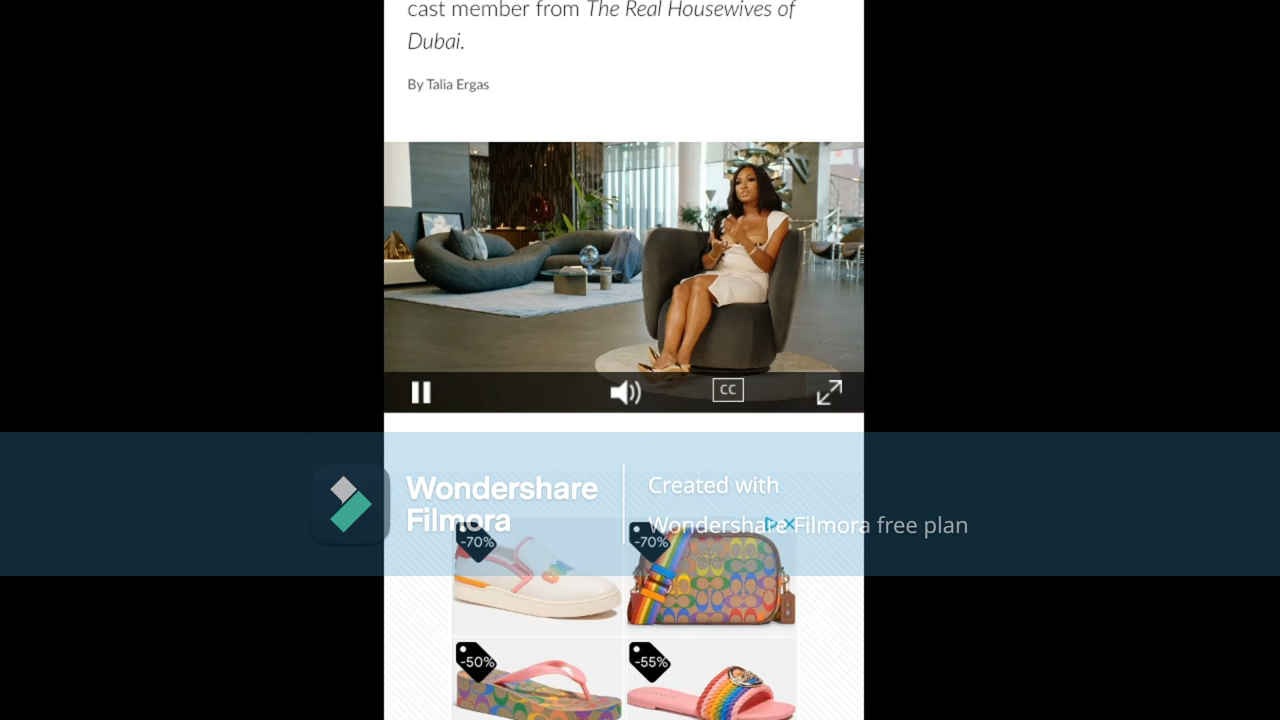 cast member from The Real Housewives of
Dubai.
By Talia Ergas
CC
Wondershare
Filmora
Created with
Wondershare Filmora free plan
-70%
-70%
-50%
-55%